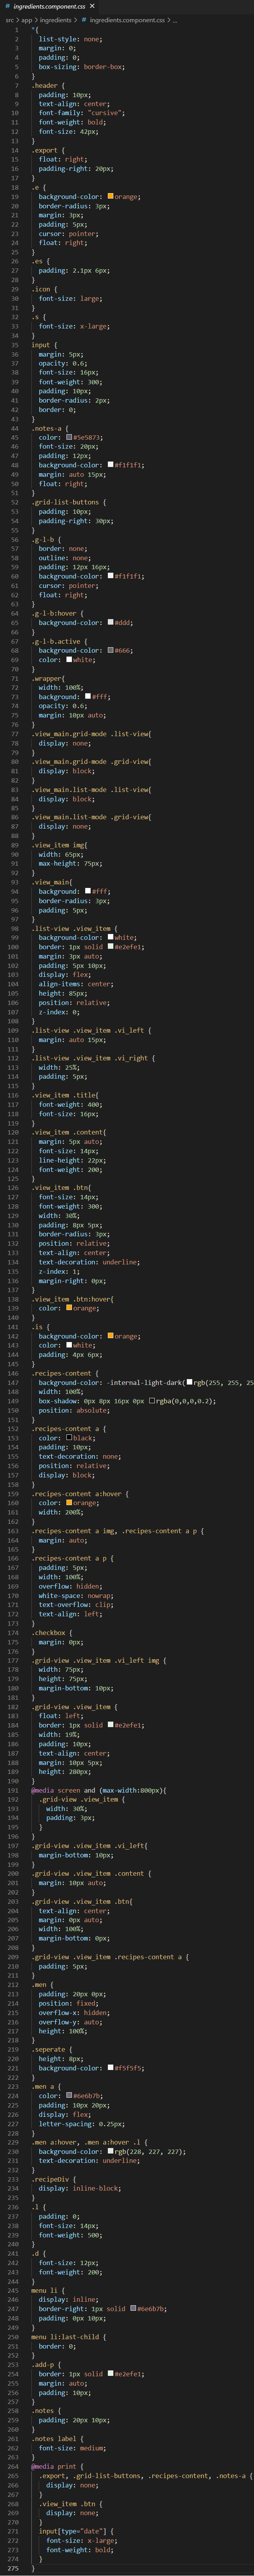 ingredients.component.css ×
src > app > ingredients > # ingredients.component.css > ...
1 *{
2 list-style: none;
3 margin: 0;
4 padding: 0;
5 box-sizing: border-box;
6 }
7 .header {
8 padding: 10px;
9 text-align: center;
10 font-family: "cursive";
11 font-weight: bold;
12 font-size: 42px;
13 }
14 .export {
15 float: right;
16 padding-right: 20px;
17 }
18 .e {
19 background-color: orange;
20 border-radius: 3px;
21 margin: 3px;
22 padding: 5px;
23 cursor: pointer;
24 float: right;
25 }
26 .es {
27 padding: 2.1px 6px;
28 }
29 .icon {
30 font-size: large;
31 }
32 .s {
33 font-size: x-large;
34 }
35 input {
36 margin: 5px;
37 opacity: 0.6;
38 font-size: 16px;
39 font-weight: 300;
40 padding: 10px;
41 border-radius: 2px;
42 border: 0;
43 }
44 .notes-a {
45 color: #5e5873;
46 font-size: 20px;
47 padding: 12px;
48 background-color: #f1f1f1;
49 margin: auto 15px;
50 float: right;
51 }
52 .grid-list-buttons {
53 padding: 10px;
54 padding-right: 30px;
55 }
56 .g-l-b {
57 border: none;
58 outline: none;
59 padding: 12px 16px;
60 background-color: #f1f1f1;
61 cursor: pointer;
62 float: right;
63 }
64 .g-l-b:hover {
65 background-color: #ddd;
66 }
67 .g-l-b.active {
68 background-color: #666;
69 color: white;
70 }
71 .wrapper{
72 width: 100%;
73 background: #fff;
74 opacity: 0.6;
75 margin: 10px auto;
76 }
77 .view_main.grid-mode .list-view{
78 display: none;
79 }
80 .view_main.grid-mode .grid-view{
81 display: block;
82 }
83 .view_main.list-mode .list-view{
84 display: block;
85 }
86 .view_main.list-mode .grid-view{
87 display: none;
88 }
89 .view_item img{
90 width: 65px;
91 max-height: 75px;
92 }
93 .view_main{
94 background: #fff;
95 border-radius: 3px;
96 padding: 5px;
97 }
98 .list-view .view_item {
99 background-color: white;
100 border: 1px solid #e2efe1;
101 margin: 3px auto;
102 padding: 5px 10px;
103 display: flex;
104 align-items: center;
105 height: 85px;
106 position: relative;
107 z-index: 0;
108 }
109 .list-view .view_item .vi_left {
110 margin: auto 15px;
111 }
112 .list-view .view_item .vi_right {
113 width: 25%;
114 padding: 5px;
115 }
116 .view_item .title{
117 font-weight: 400;
118 font-size: 16px;
119 }
120 .view_item .content{
121 margin: 5px auto;
122 font-size: 14px;
123 line-height: 22px;
124 font-weight: 200;
125 }
126 .view_item .btn{
127 font-size: 14px;
128 font-weight: 300;
129 width: 30%;
130 padding: 8px 5px;
131 border-radius: 3px;
132 position: relative;
133 text-align: center;
134 text-decoration: underline;
135 z-index: 1;
136 margin-right: 0px;
137 }
138 .view_item .btn:hover{
139 color: orange;
140 }
141 .is {
142 background-color: orange;
143 color: white;
144 padding: 4px 6px;
145 }
146 .recipes-content {
147 background-color: -internal-light-dark( rgb(255, 255, 25
148 width: 100%;
149 box-shadow: 0px 8px 16px 0px rgba(0,0,0,0.2);
150 position: absolute;
151 }
152 .recipes-content a {
153 color: black;
154 padding: 10px;
155 text-decoration: none;
156 position: relative;
157 display: block;
158 }
159 .recipes-content a:hover {
160 color: orange;
161 width: 200%;
162 }
163 .recipes-content a img, .recipes-content a p {
164 margin: auto;
165 }
166 .recipes-content a p {
167 padding: 5px;
168 width: 100%;
169 overflow: hidden;
170 white-space: nowrap;
171 text-overflow: clip;
172 text-align: left;
173 }
174 .checkbox {
175 margin: 0px;
176 }
177 .grid-view .view_item .vi_left img {
178 width: 75px;
179 height: 75px;
180 margin-bottom: 10px;
181 }
182 .grid-view .view_item {
183 float: left;
184 border: 1px solid #e2efe1;
185 width: 19%;
186 padding: 10px;
187 text-align: center;
188 margin: 10px 5px;
189 height: 280px;
190 }
191 @media screen and (max-width:800px){
192 .grid-view .view_item {
193 width: 30%;
194 padding: 3px;
195 }
196 }
197 .grid-view .view_item .vi_left{
198 margin-bottom: 10px;
199 }
200 .grid-view .view_item .content {
201 margin: 10px auto;
202 }
203 .grid-view .view_item .btn{
204 text-align: center;
205 margin: 0px auto;
206 width: 100%;
207 margin-bottom: 0px;
208 }
209 .grid-view .view_item .recipes-content a {
210 padding: 5px;
211 }
212 .men {
213 padding: 20px 0px;
214 position: fixed;
215 overflow-x: hidden;
216 overflow-y: auto;
217 height: 100%;
218 }
219 .seperate {
220 height: 8px;
221 background-color: #f5f5f5;
222 }
223 .men a {
224 color: #6e6b7b;
225 padding: 10px 20px;
226 display: flex;
227 letter-spacing: 0.25px;
228 }
229 .men a:hover, .men a:hover .l {
230 background-color: rgb(228, 227, 227);
231 text-decoration: underline;
232 }
233 .recipeDiv {
234 display: inline-block;
235 }
236 .l {
237 padding: 0;
238 font-size: 14px;
239 font-weight: 500;
240 }
241 .d {
242 font-size: 12px;
243 font-weight: 200;
244 }
245 menu li {
246 display: inline;
247 border-right: 1px solid #6e6b7b;
248 padding: 0px 10px;
249 }
250 menu li:last-child {
251 border: 0;
252 }
253 .add-p {
254 border: 1px solid #e2efe1;
255 margin: auto;
256 padding: 10px;
257 }
258 .notes {
259 padding: 20px 10px;
260 }
261 .notes label {
262 font-size: medium;
263 }
264 @media print {
265 .export, .grid-list-buttons, .recipes-content, .notes-a {
266 display: none;
267 }
268 .view_item .btn {
269 display: none;
270 }
271 input[type="date"] {
272 font-size: x-large;
273 font-weight: bold;
274 }
275 }